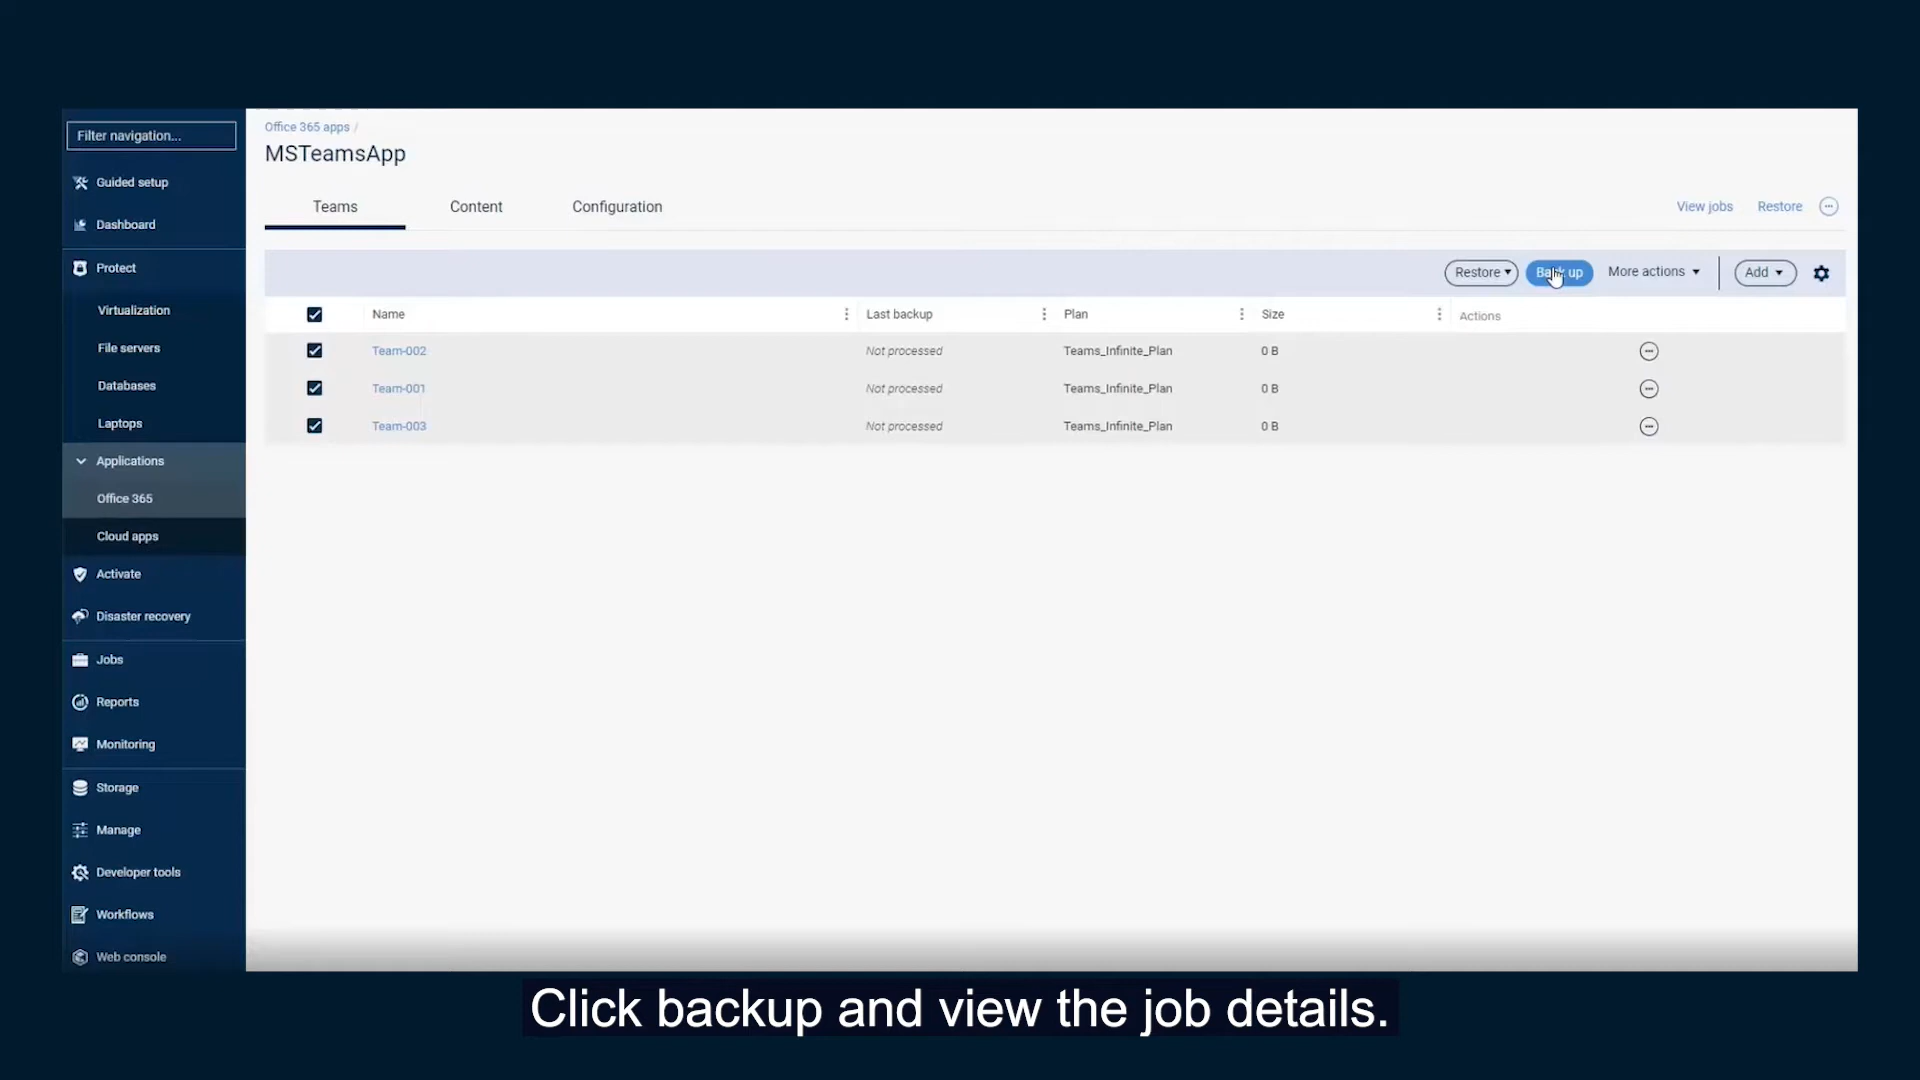 Filter navigation...
Guided setup
Dashboard
Protect
Virtualization
File servers
Databases
Laptops
Applications
Office 365
Cloud apps
Activate
Disaster recovery
Jobs
Reports
Monitoring
Storage
Manage
Developer tools
Workflows
Web console
Office 365 apps /
MSTeamsApp
Teams Content Configuration View jobs Restore
Restore Back up More actions Add
Name Last backup Plan Size Actions
Team-002 Not processed Teams_Infinite_Plan 0 B
Team-001 Not processed Teams_Infinite_Plan 0 B
Team-003 Not processed Teams_Infinite_Plan 0 B
Click backup and view the job details.